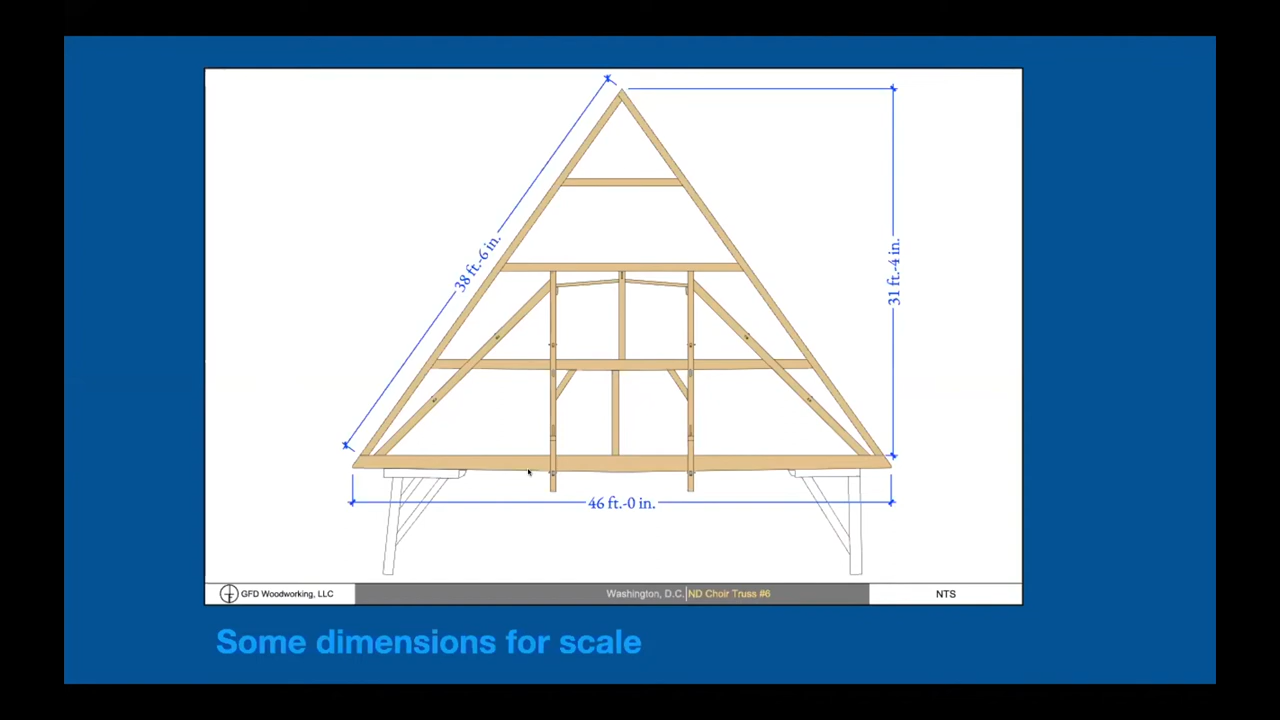 38 ft.-6 in.
31 ft.-4 in.
46 ft.-0 in.
GFD Woodworking, LLC
Washington, D.C. ND Choir Truss #6
NTS
Some dimensions for scale